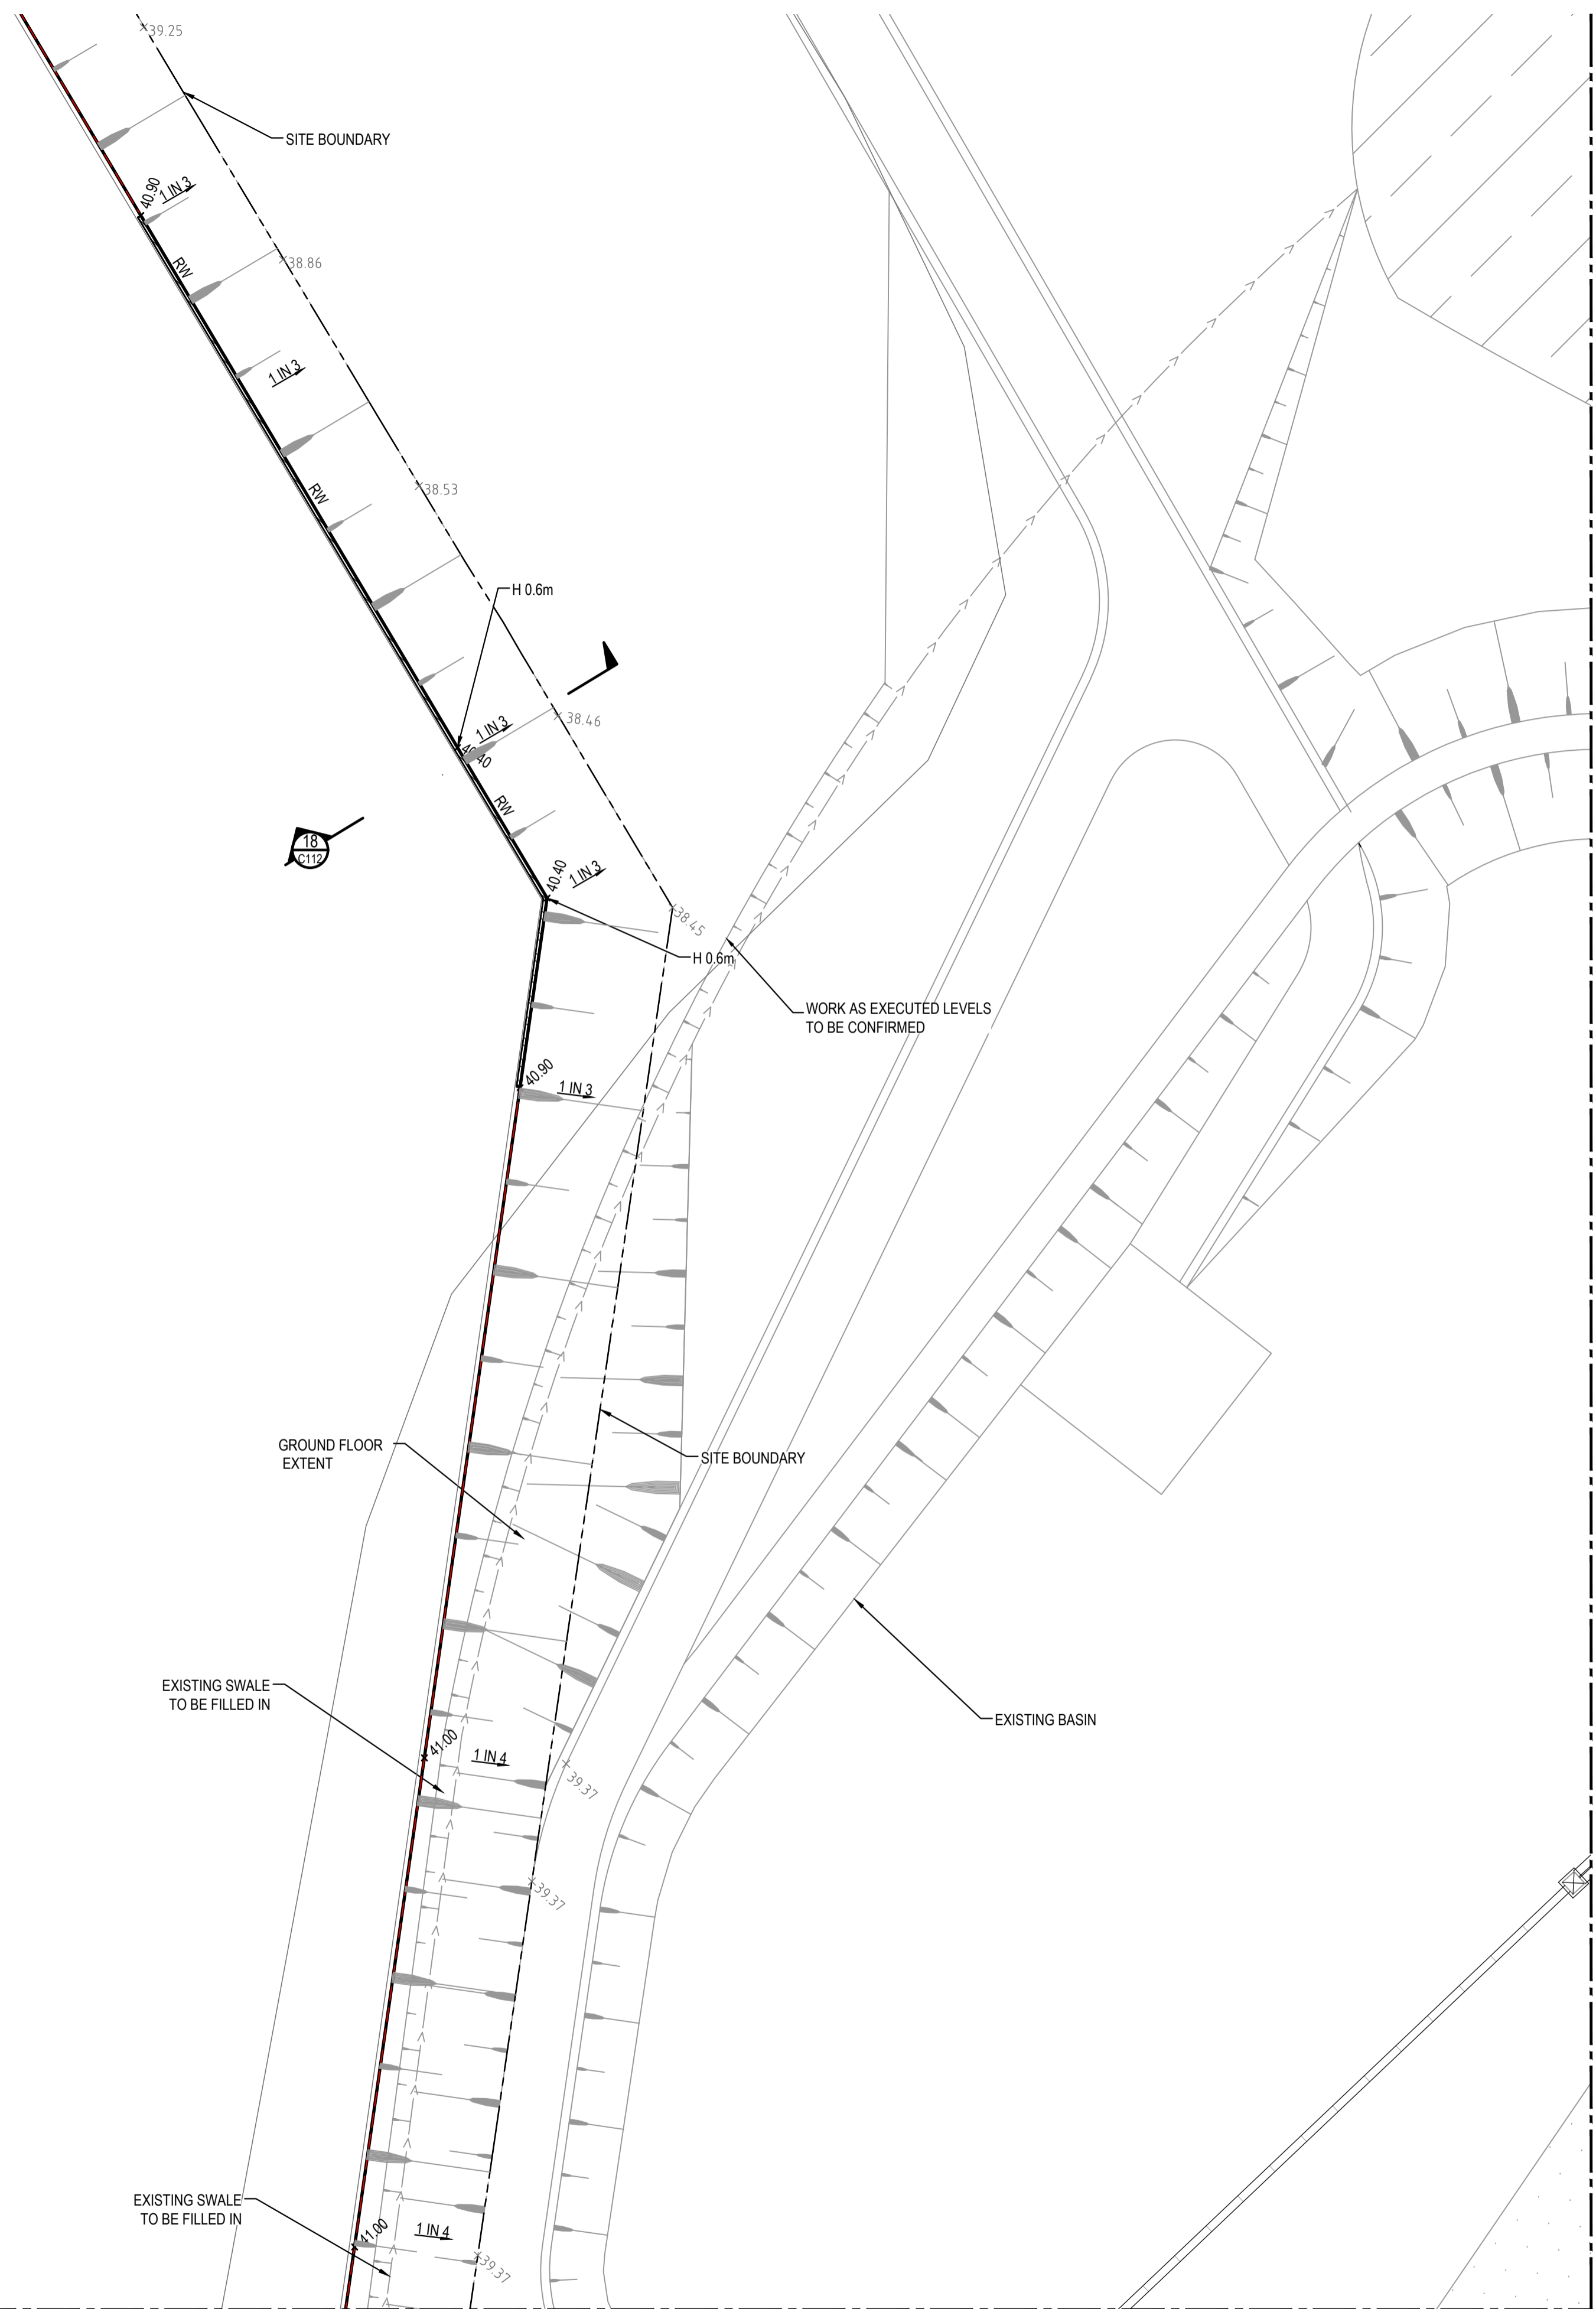 39.25
SITE BOUNDARY
40.90
1 IN 3
RW
38.86
1 IN 3
RW
38.53
H 0.6m
1 IN 3
38.46
40.40
RW
18
C112
40.40
1 IN 3
38.45
H 0.6m
WORK AS EXECUTED LEVELS
TO BE CONFIRMED
40.90
1 IN 3
GROUND FLOOR
EXTENT
SITE BOUNDARY
EXISTING SWALE
TO BE FILLED IN
EXISTING BASIN
41.00
1 IN 4
39.37
39.37
EXISTING SWALE
TO BE FILLED IN
41.00
1 IN 4
39.37